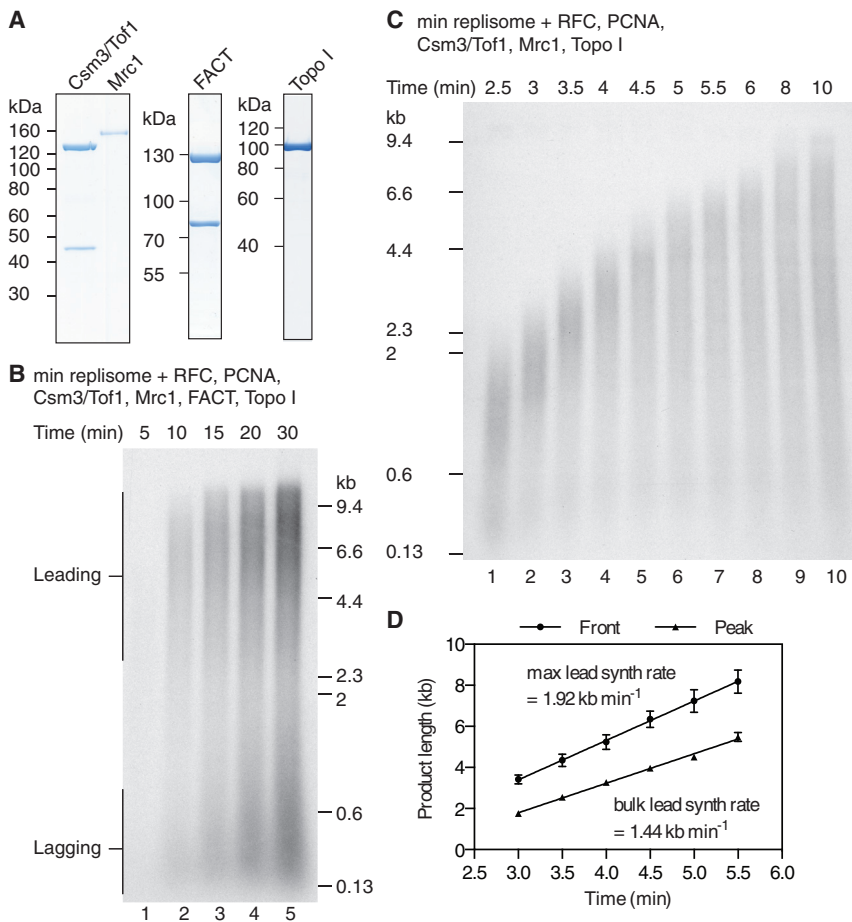 A
Csm3/Tof1
Mrc1
kDa
160
120
100
80
60
50
40
30
FACT
kDa
130
100
70
55
Topo I
kDa
120
100
80
60
40
B min replisome + RFC, PCNA,
Csm3/Tof1, Mrc1, FACT, Topo I
Time (min) 5 10 15 20 30
kb
9.4
6.6
4.4
2.3
2
0.6
0.13
Leading
Lagging
1 2 3 4 5
C min replisome + RFC, PCNA,
Csm3/Tof1, Mrc1, Topo I
Time (min) 2.5 3 3.5 4 4.5 5 5.5 6 8 10
kb
9.4
6.6
4.4
2.3
2
0.6
0.13
1 2 3 4 5 6 7 8 9 10
D
Front Peak
Product length (kb)
10
8
6
4
2
0
max lead synth rate
= 1.92 kb min-1
bulk lead synth rate
= 1.44 kb min-1
2.5 3.0 3.5 4.0 4.5 5.0 5.5 6.0
Time (min)